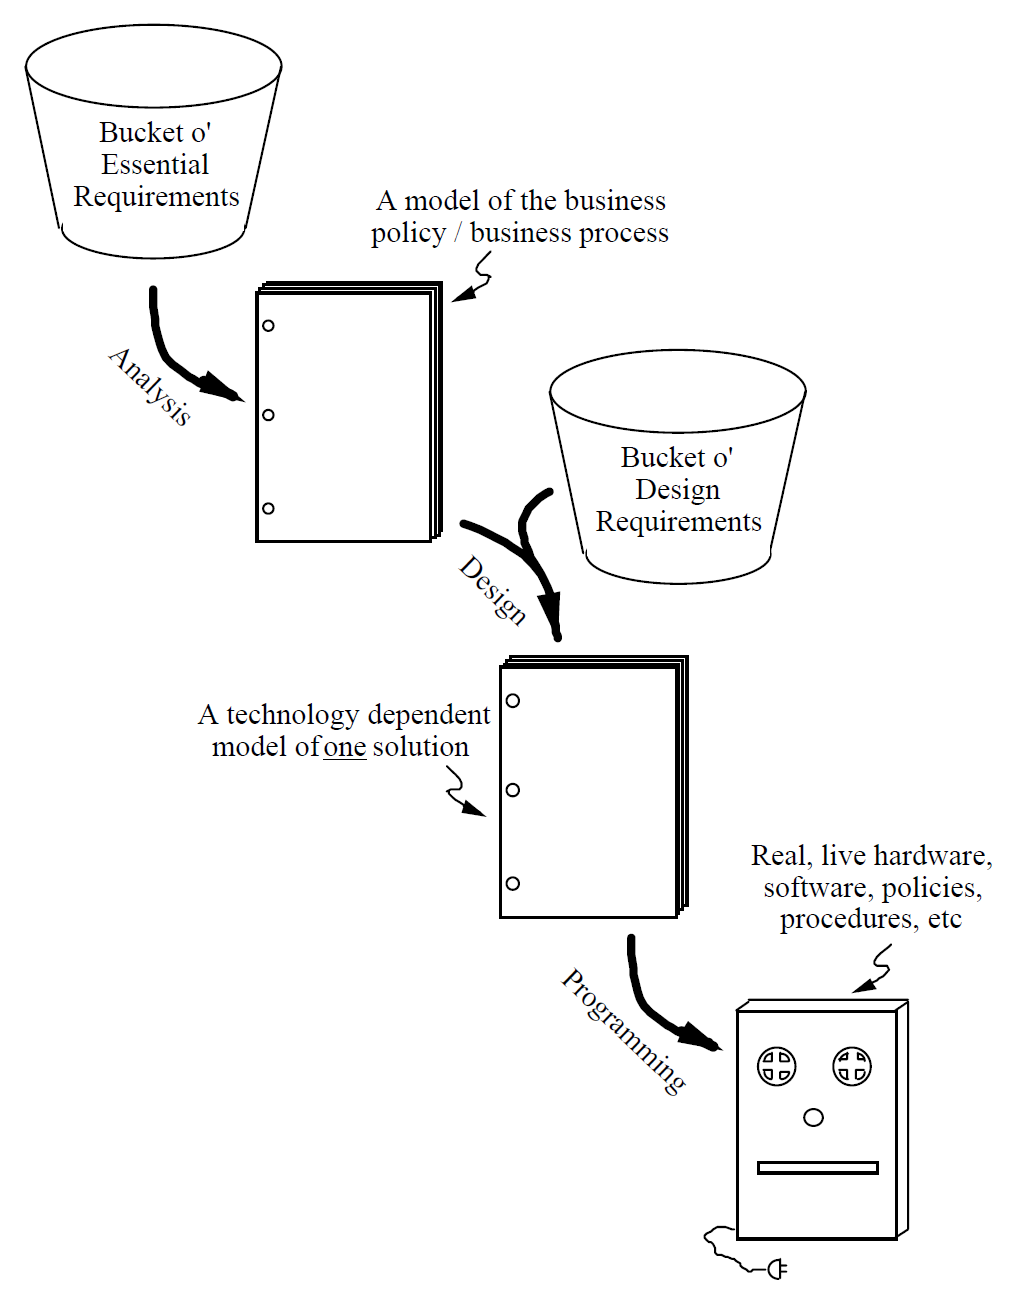 Bucket o'
Essential
Requirements
A model of the business
policy / business process
Analysis
Bucket o'
Design
Requirements
Design
A technology dependent
model of one solution
Real, live hardware,
software, policies,
procedures, etc
Programming